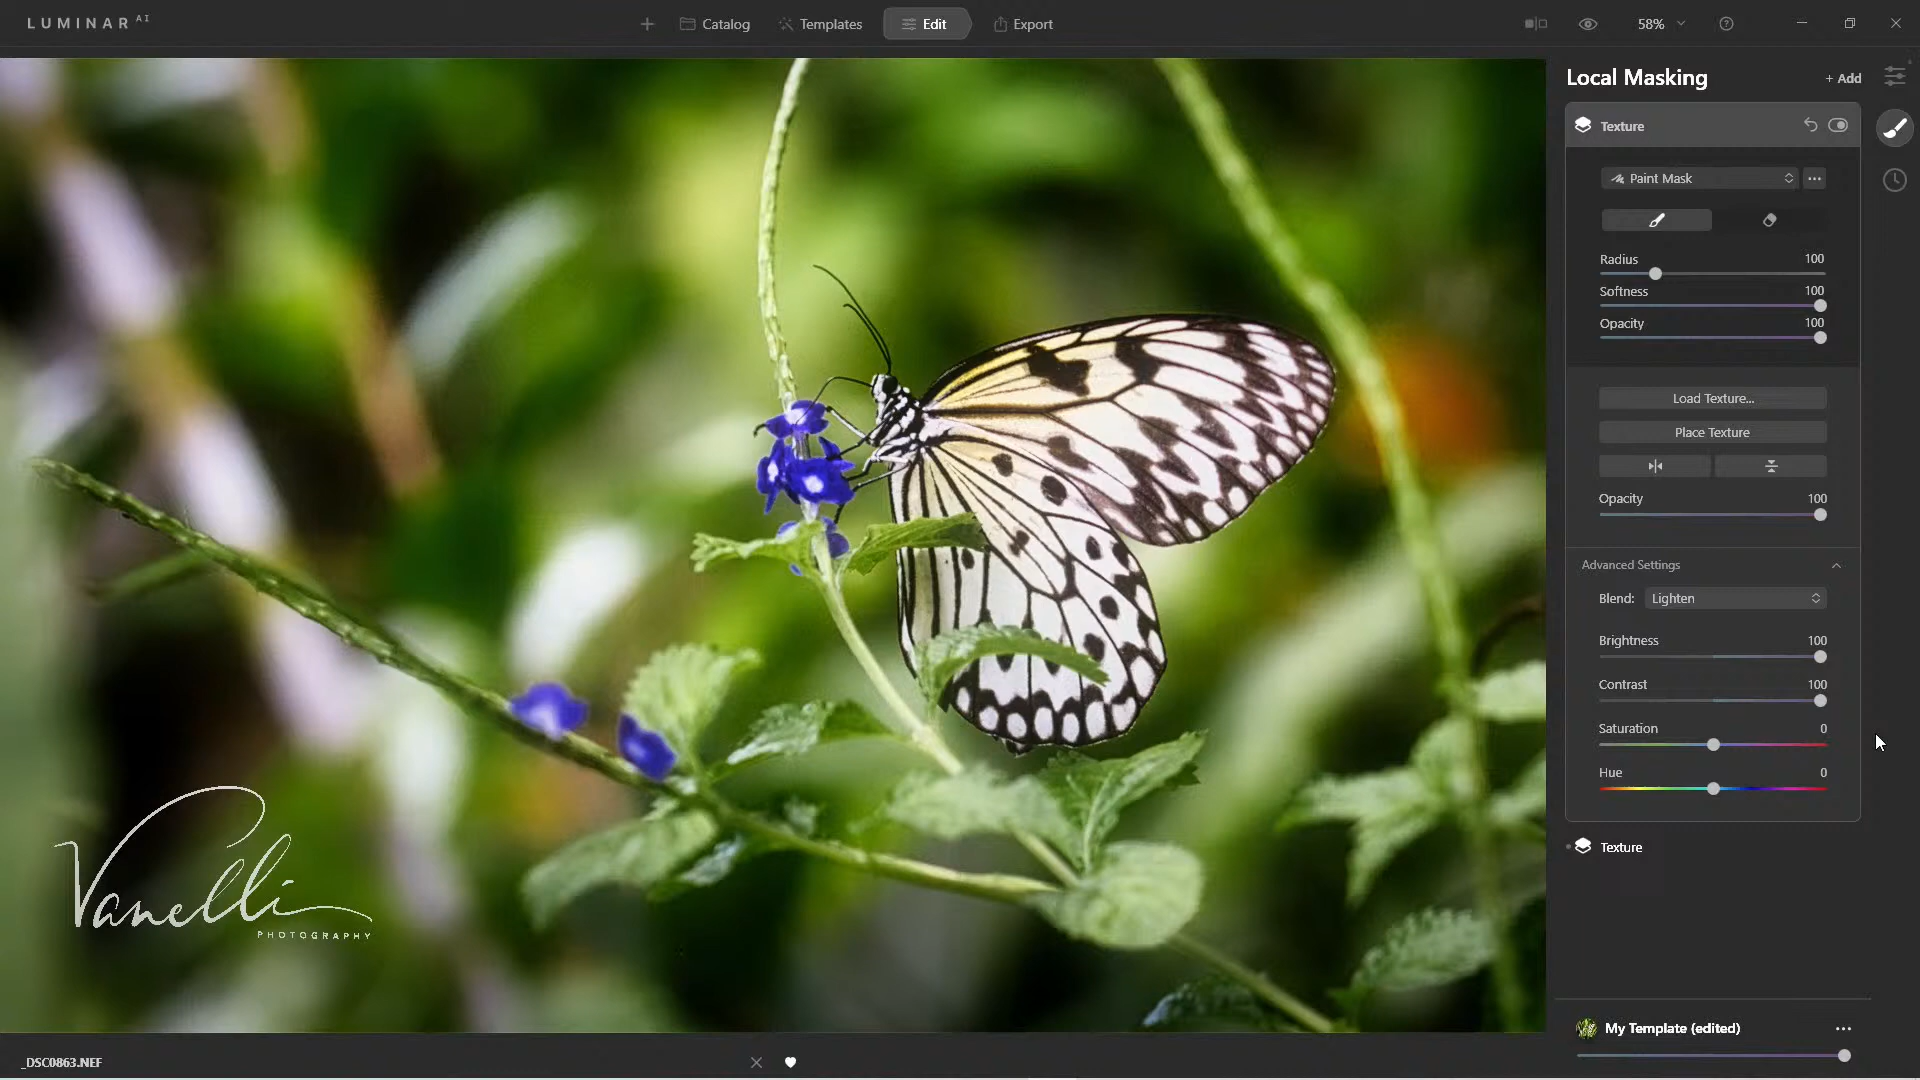 LUMINAR AI
Catalog
Templates
Edit
Export
58%
Local Masking
+ Add
Texture
Paint Mask
Radius 100
Softness 100
Opacity 100
Load Texture...
Place Texture
Opacity 100
Advanced Settings
Blend: Lighten
Brightness 100
Contrast 100
Saturation 0
Hue 0
Texture
Vanelli
PHOTOGRAPHY
My Template (edited)
_DSC0863.NEF